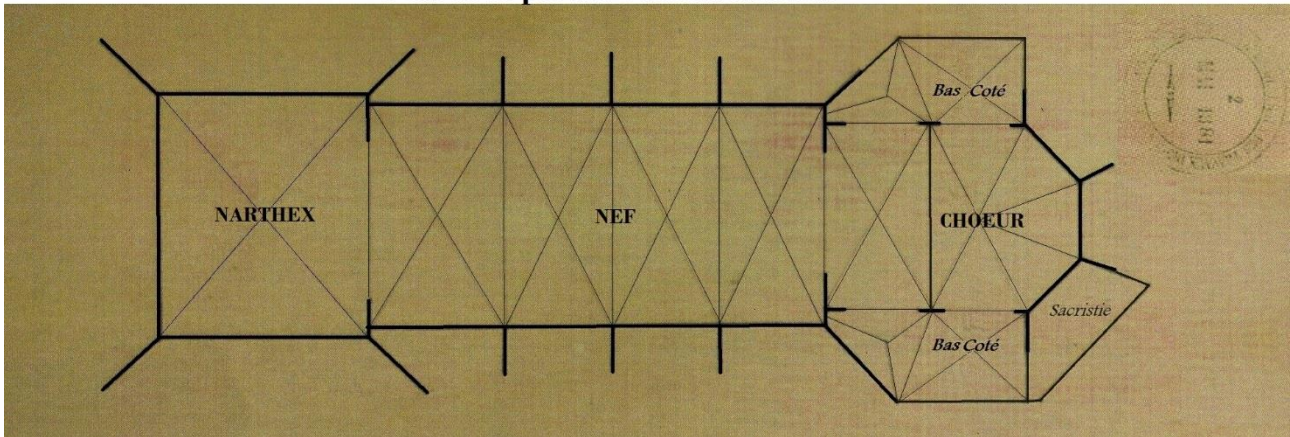 Bas Coté
NARTHEX
NEF
CHOEUR
Sacristie
Bas Coté